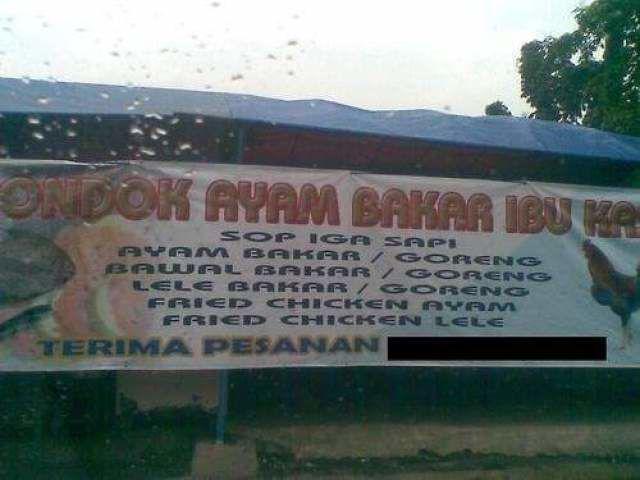 ONDOK AYAM BAKAR IBU KA
SOP IGA SAPI
AYAM BAKAR / GORENG
BAWAL BAKAR / GORENG
LELE BAKAR / GORENG
FRIED CHICKEN AYAM
FRIED CHICKEN LELE
TERIMA PESANAN